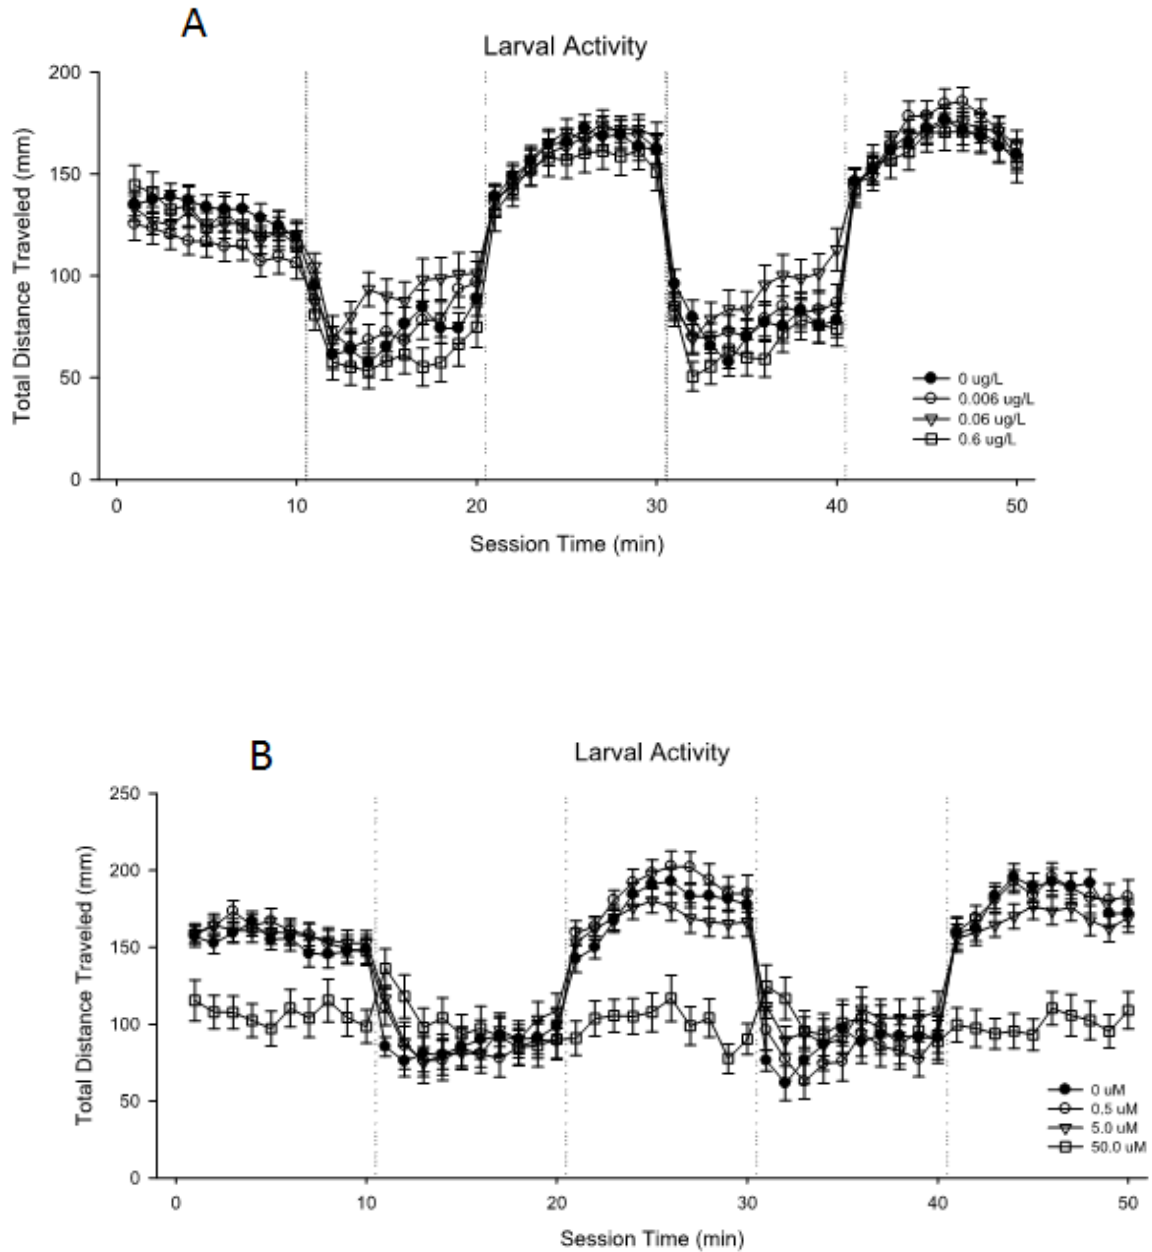 A
Larval Activity
200
150
100
50
0
Total Distance Traveled (mm)
0 ug/L
0.006 ug/L
0.06 ug/L
0.6 ug/L
0 10 20 30 40 50
Session Time (min)
B
Larval Activity
250
200
150
100
50
0
Total Distance Traveled (mm)
0 uM
0.5 uM
5.0 uM
50.0 uM
0 10 20 30 40 50
Session Time (min)